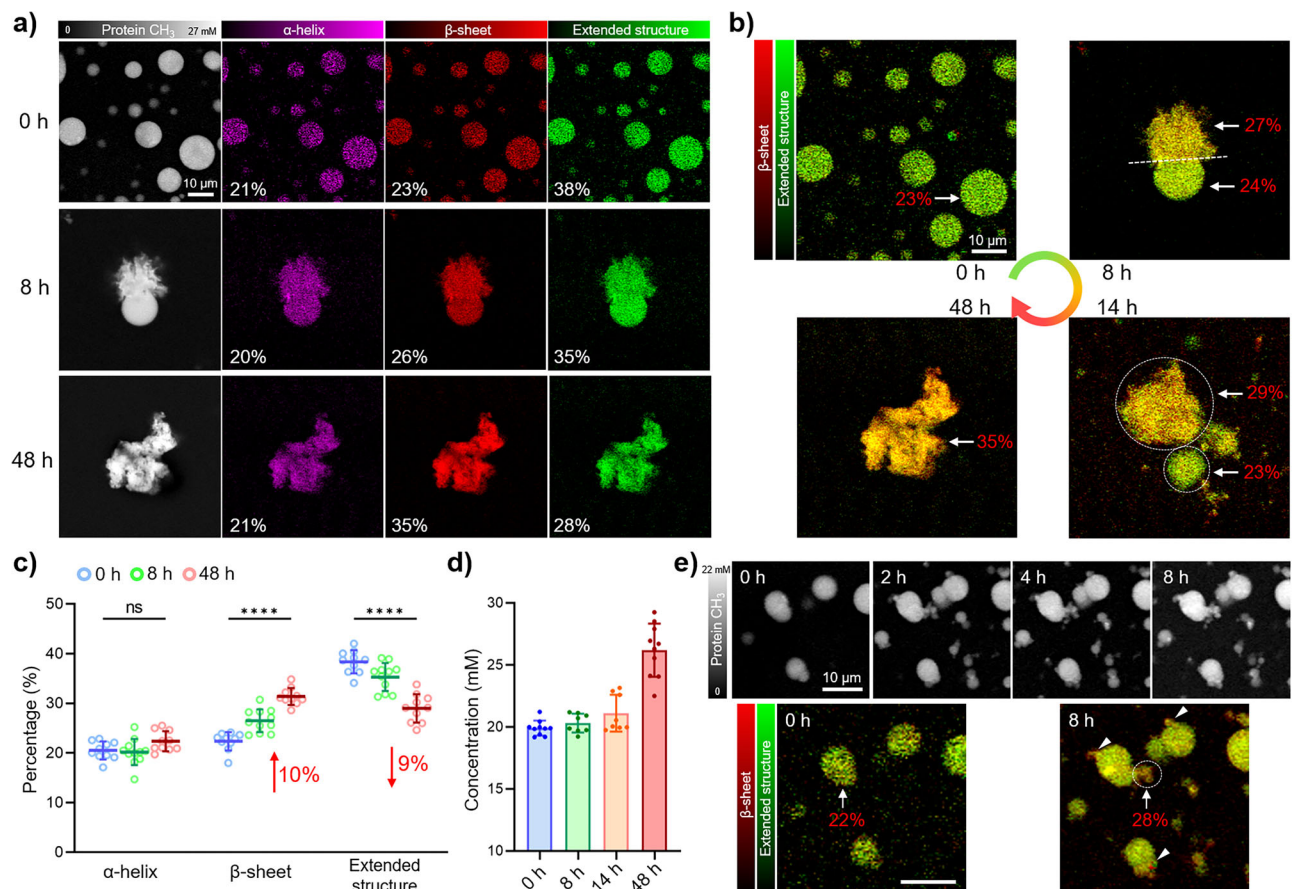 a)
0 Protein CH3 27 mM
α-helix
β-sheet
Extended structure
0 h
10 μm
21%
23%
38%
8 h
20%
26%
35%
48 h
21%
35%
28%
b)
β-sheet
Extended structure
23%
10 μm
27%
24%
0 h
8 h
48 h
14 h
35%
29%
23%
c)
0 h
8 h
48 h
ns
****
****
Percentage (%)
50
40
30
20
10
0
10%
9%
α-helix
β-sheet
Extended
structure
d)
Concentration (mM)
30
25
20
15
10
0 h
8 h
14 h
48 h
e)
22 mM
Protein CH3
0
0 h
10 μm
2 h
4 h
8 h
β-sheet
Extended structure
0 h
22%
8 h
28%